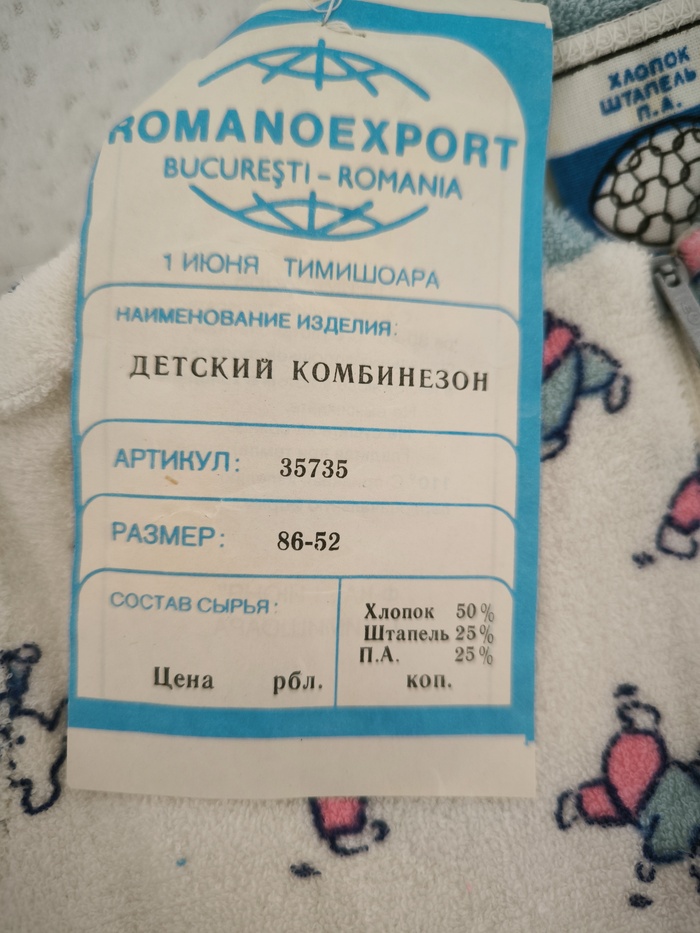 ROMANOEXPORT
BUCUREŞTI – ROMANIA
1 ИЮНЯ ТИМИШОАРА
НАИМЕНОВАНИЕ ИЗДЕЛИЯ:
ДЕТСКИЙ КОМБИНЕЗОН
АРТИКУЛ: 35735
РАЗМЕР: 86-52
СОСТАВ СЫРЬЯ:
Хлопок 50%
Штапель 25%
П.А. 25%
Цена рбл. коп.
ХЛОПОК
ШТАПЕЛЬ
П.А.